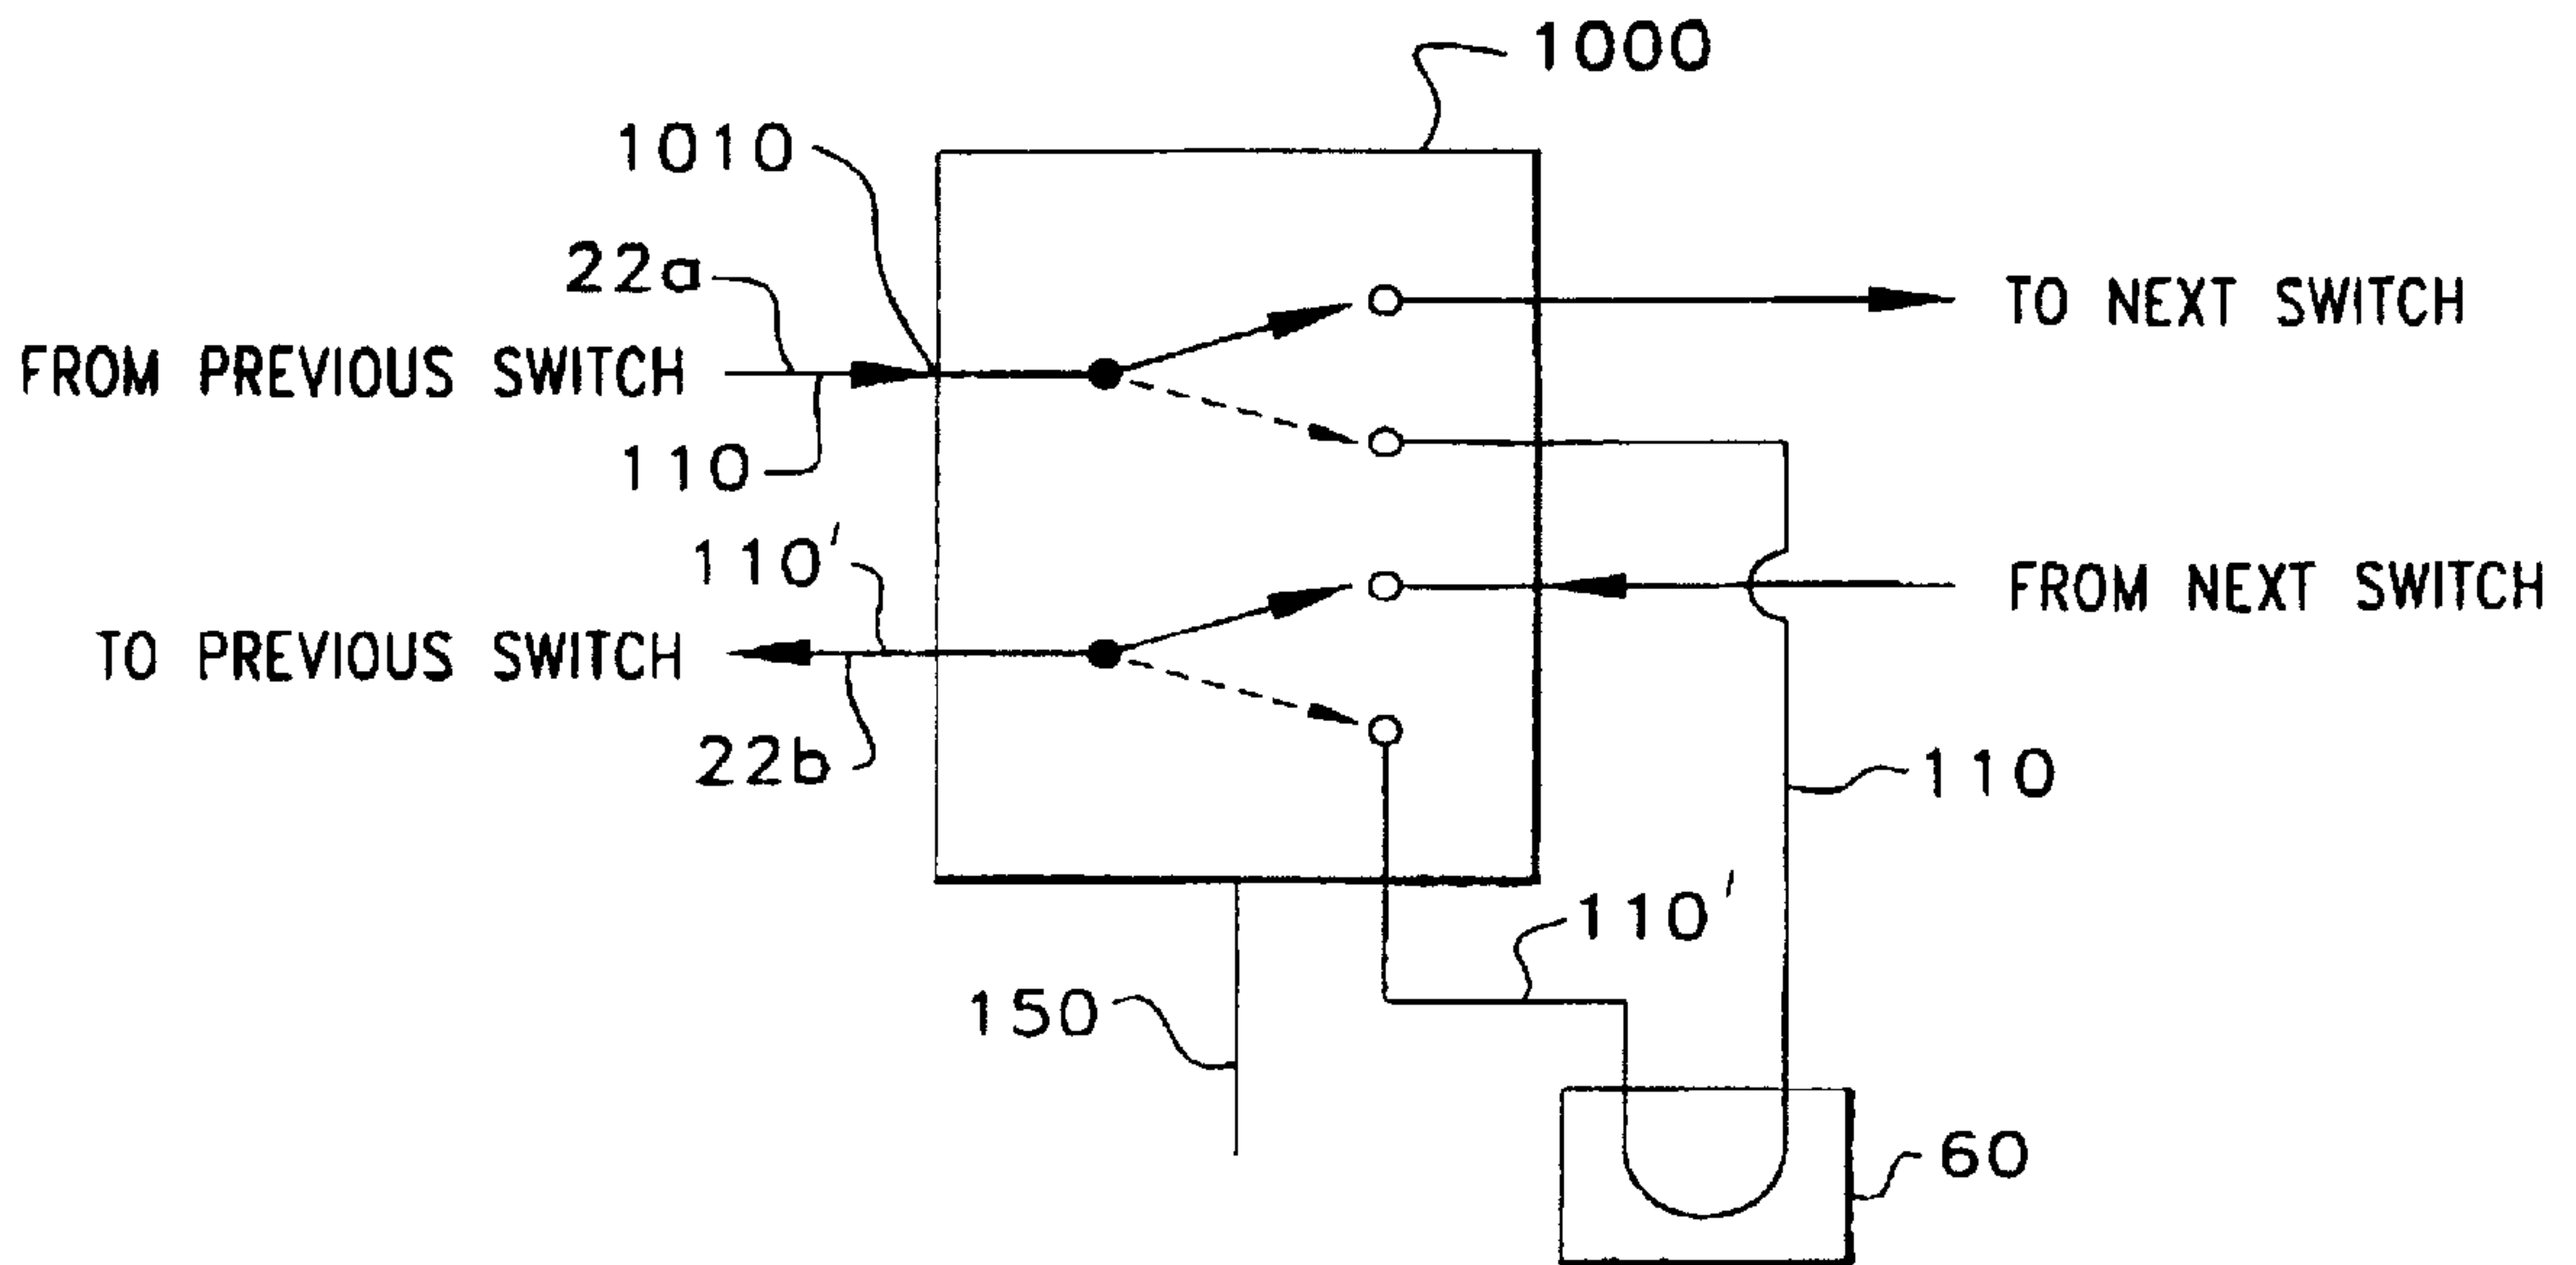 1000
1010
22a
TO NEXT SWITCH
FROM PREVIOUS SWITCH
110
110'
FROM NEXT SWITCH
TO PREVIOUS SWITCH
22b
110
110'
150
60